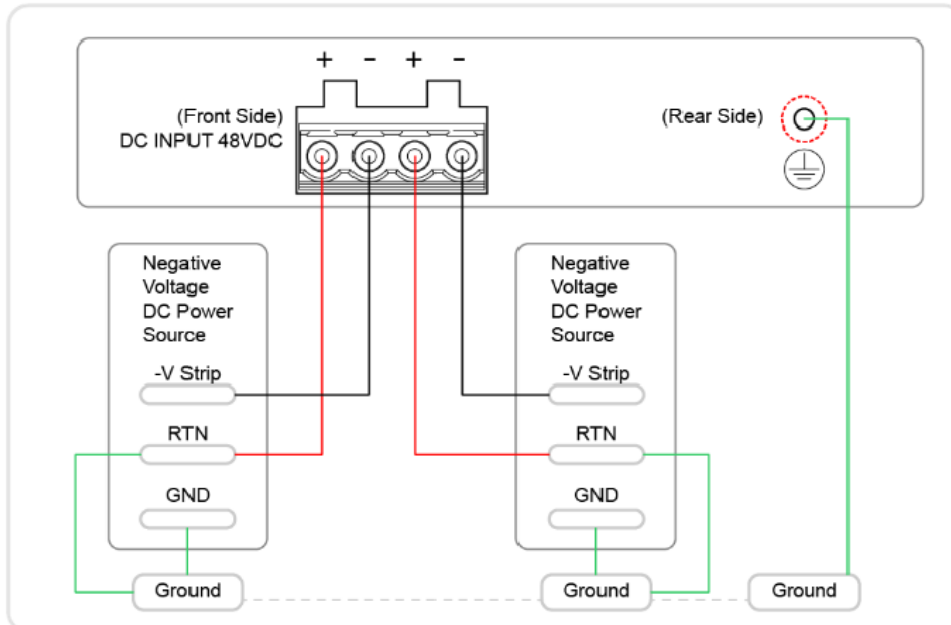 + - + -
(Front Side)
DC INPUT 48VDC
(Rear Side)
Negative
Voltage
DC Power
Source
-V Strip
RTN
GND
Ground
Negative
Voltage
DC Power
Source
-V Strip
RTN
GND
Ground
Ground